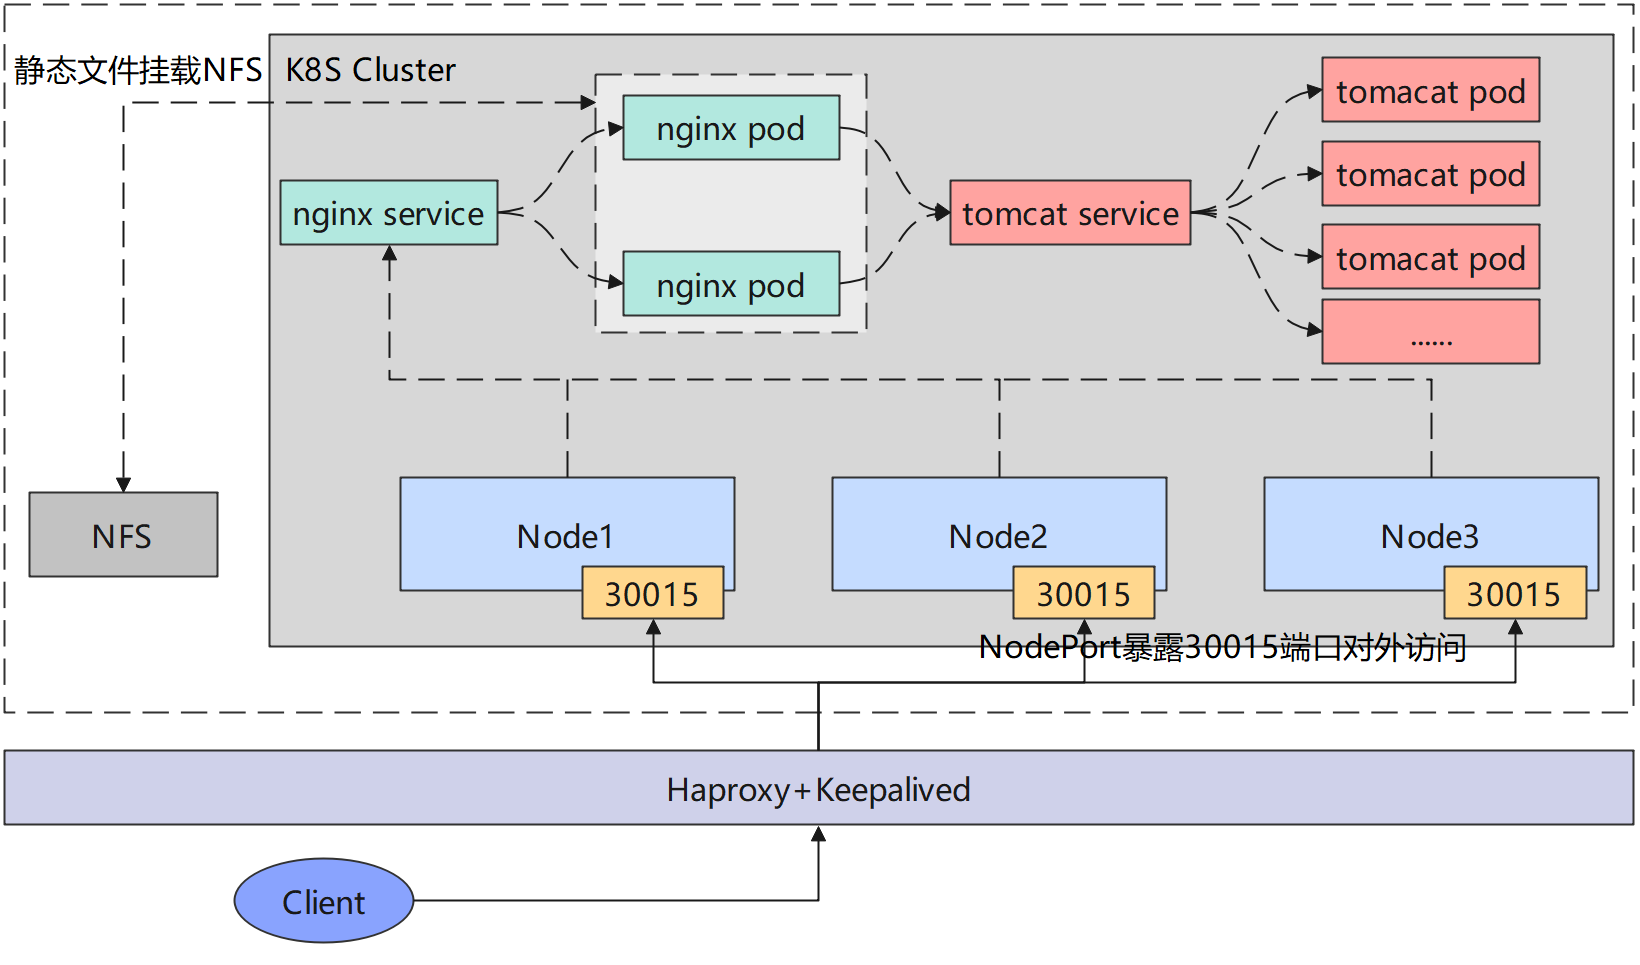 静态文件挂载NFS
K8S Cluster
tomacat pod
nginx pod
tomacat pod
nginx service
tomcat service
tomacat pod
nginx pod
......
NFS
Node1
Node2
Node3
30015
30015
30015
NodePort暴露30015端口对外访问
Haproxy+Keepalived
Client